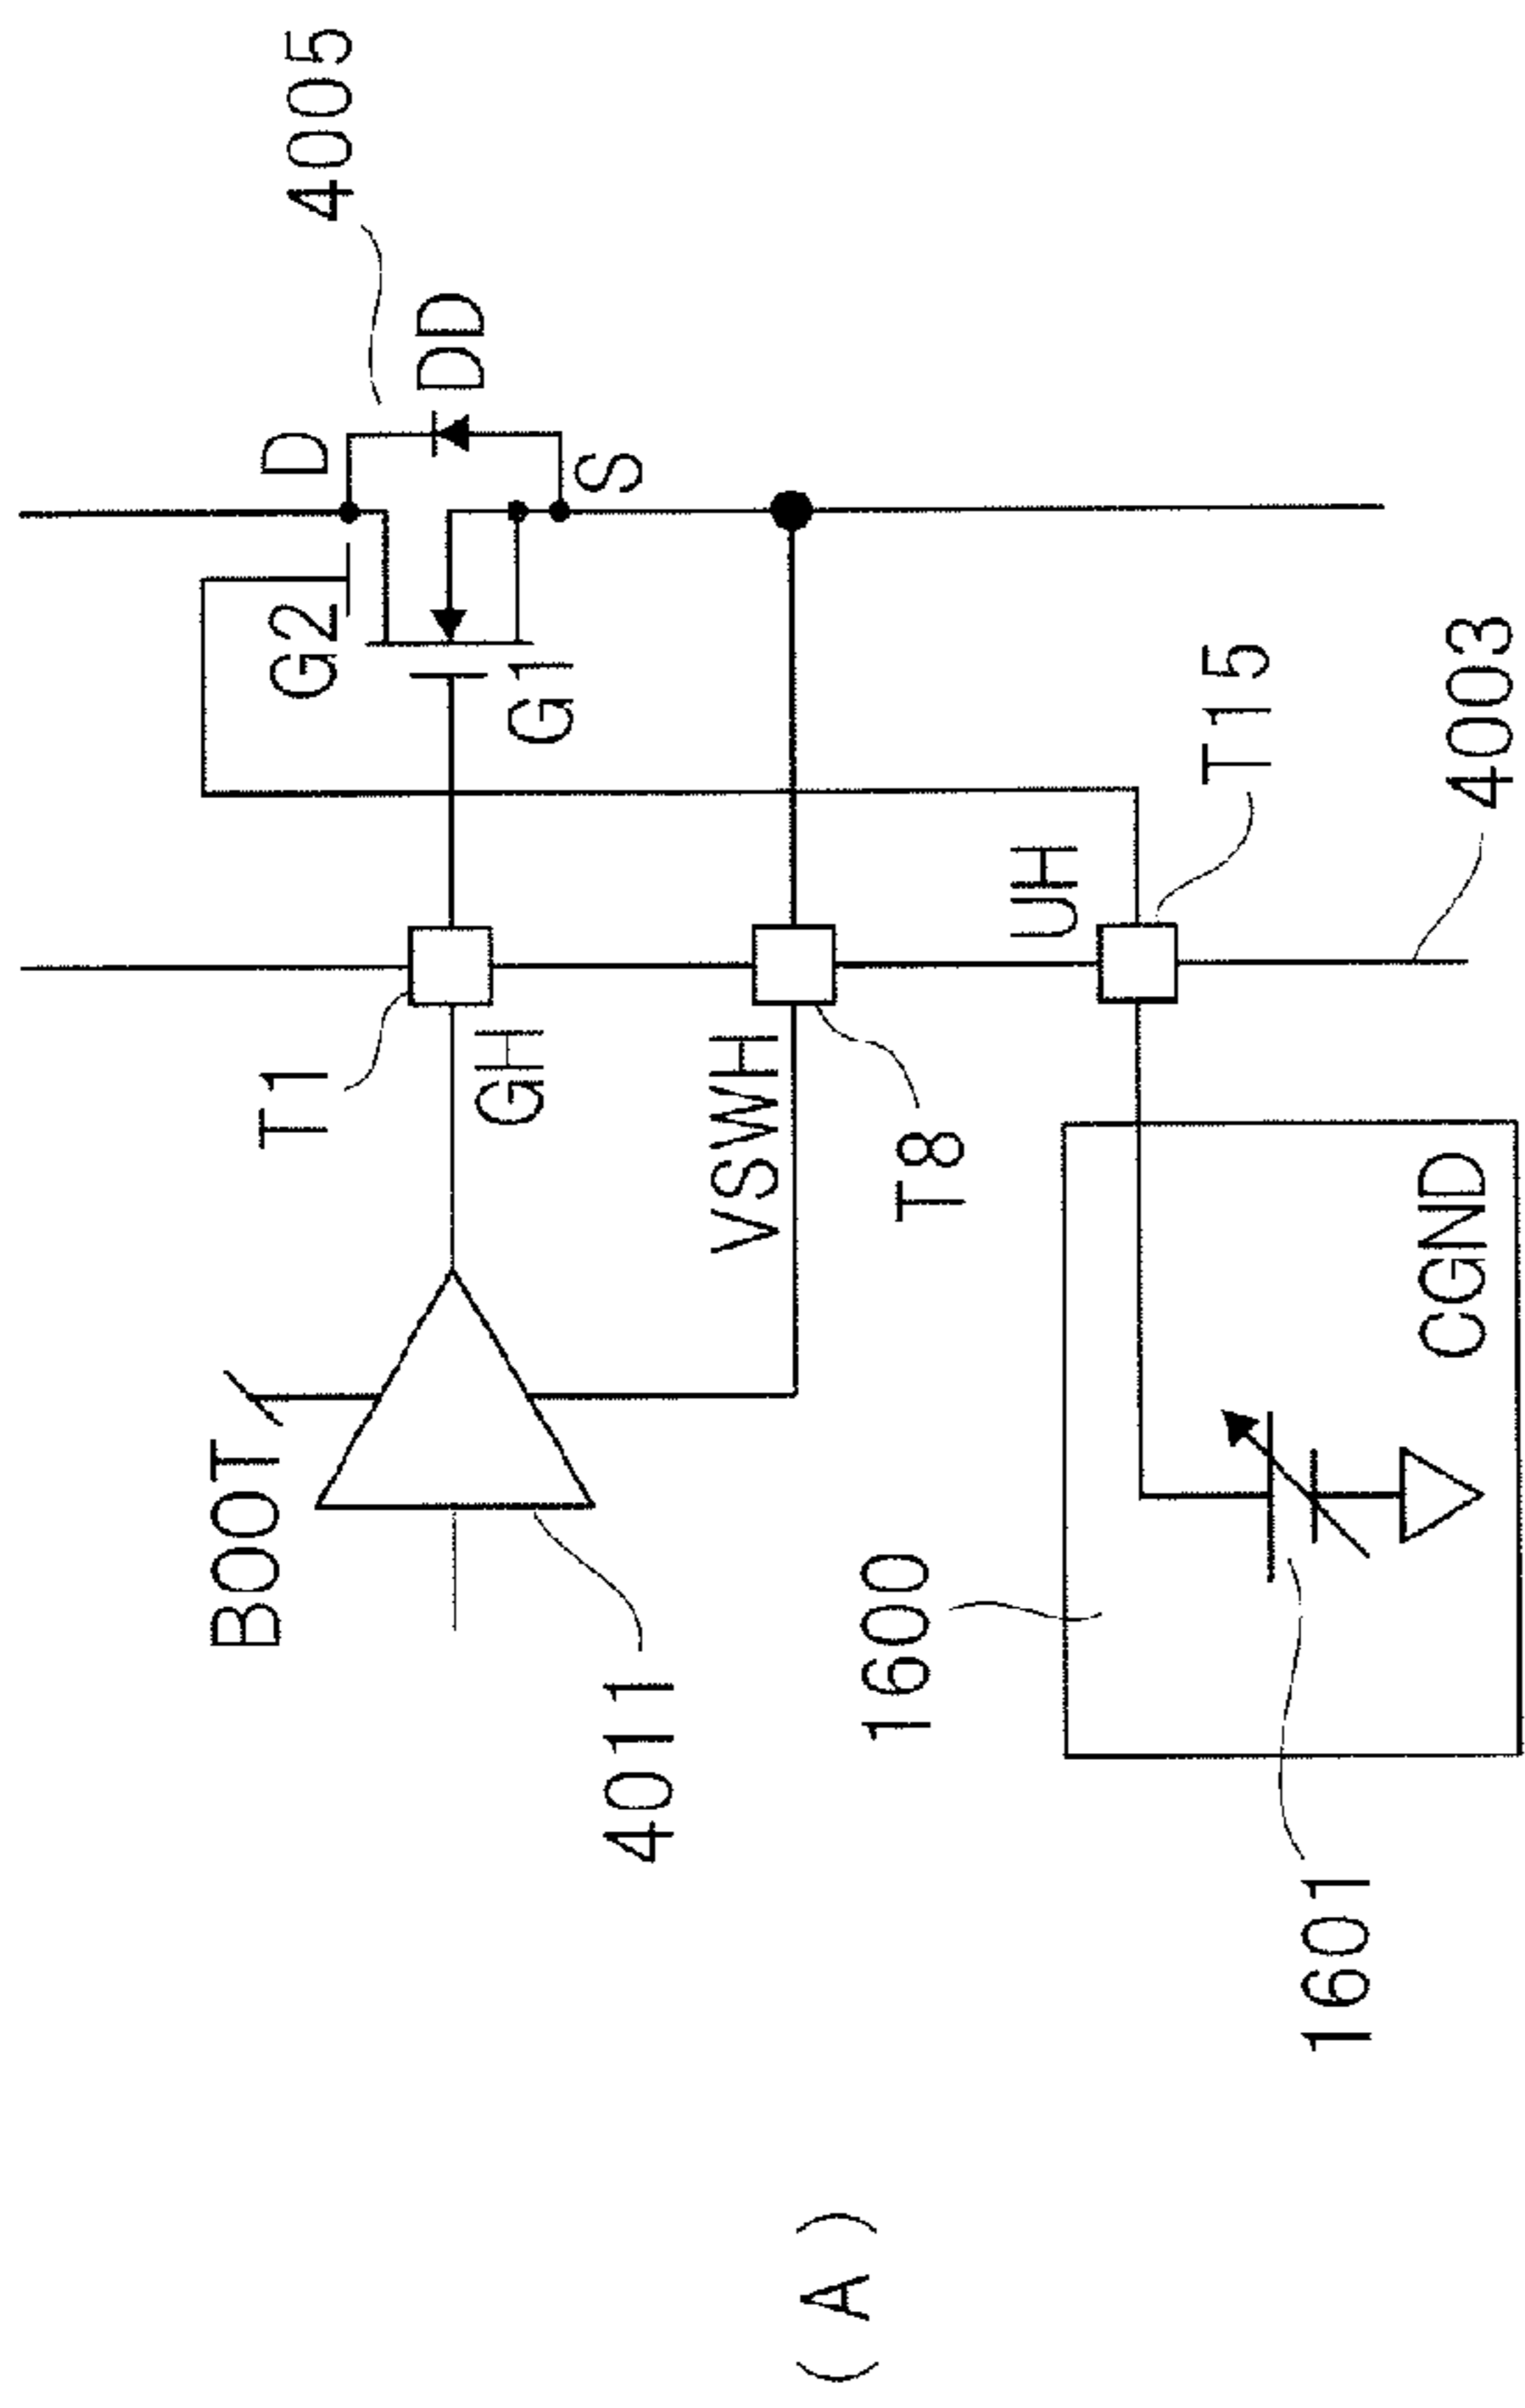 (A)
BOOT
4011
T1
GH
G2
G1
D
DD
S
4005
VSWH
T8
UH
T15
4003
1600
1601
CGND